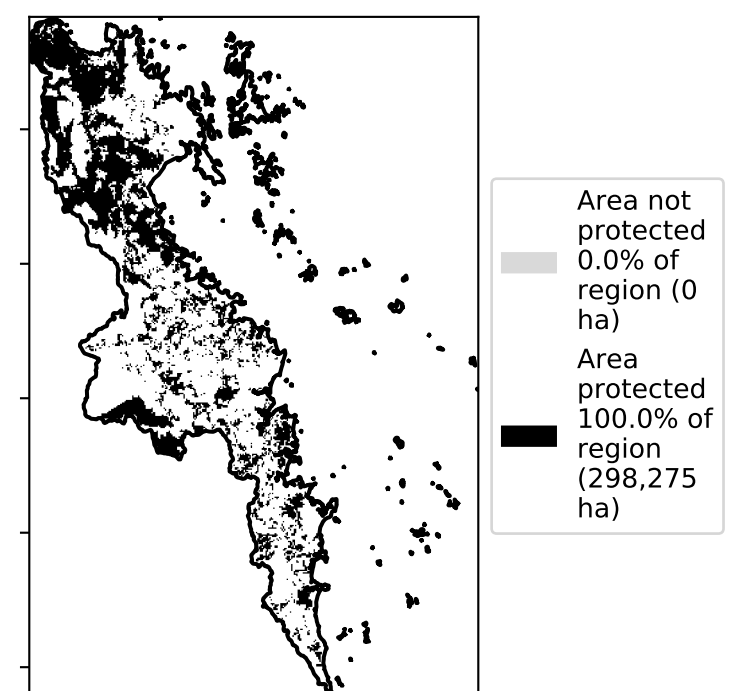 Area not
protected
0.0% of
region (0
ha)
Area
protected
100.0% of
region
(298,275
ha)